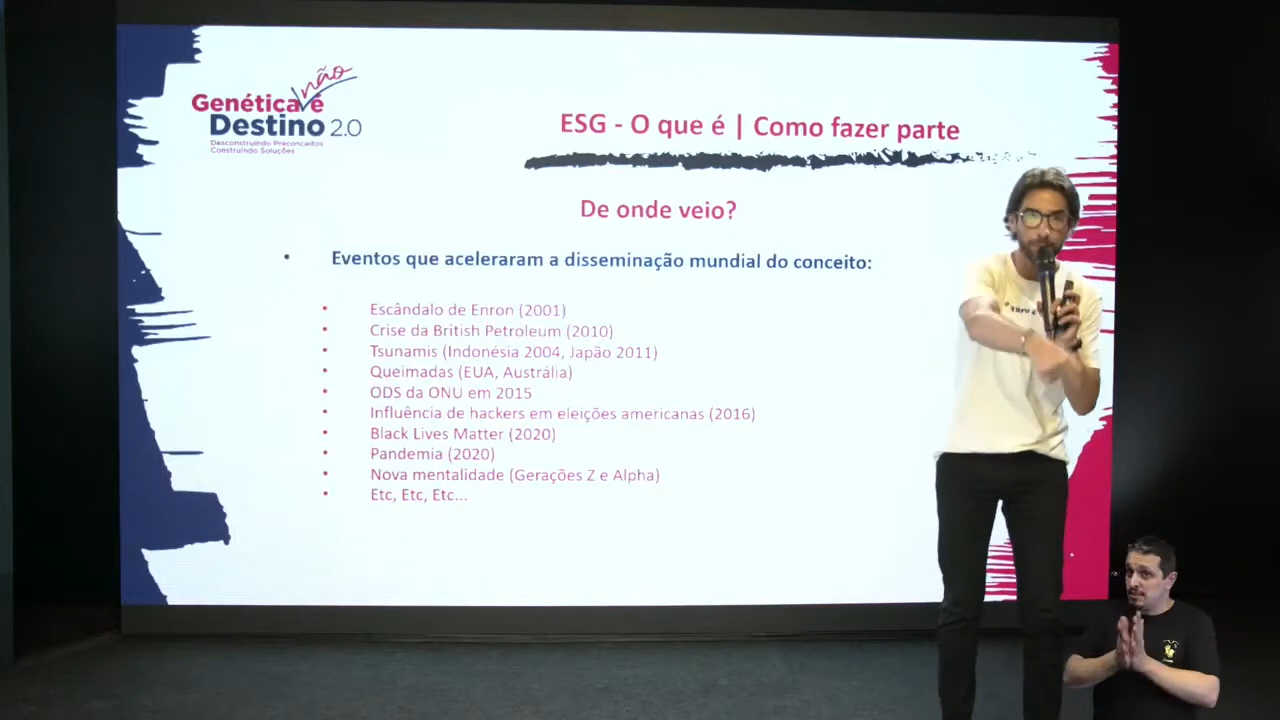 não
Genética é
Destino 2.0
Desconstruindo Preconceitos
Construindo Soluções
ESG - O que é | Como fazer parte
De onde veio?
• Eventos que aceleraram a disseminação mundial do conceito:
• Escândalo de Enron (2001)
• Crise da British Petroleum (2010)
• Tsunamis (Indonésia 2004, Japão 2011)
• Queimadas (EUA, Austrália)
• ODS da ONU em 2015
• Influência de hackers em eleições americanas (2016)
• Black Lives Matter (2020)
• Pandemia (2020)
• Nova mentalidade (Gerações Z e Alpha)
• Etc, Etc, Etc...